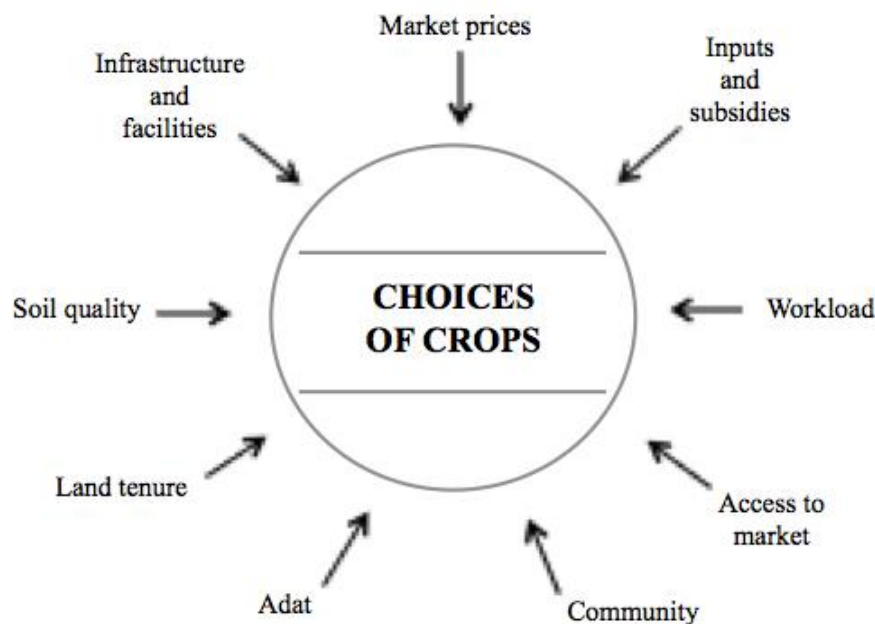 Market prices
Infrastructure
and
facilities
Inputs
and
subsidies
Soil quality
CHOICES
OF CROPS
Workload
Land tenure
Access to
market
Adat
Community